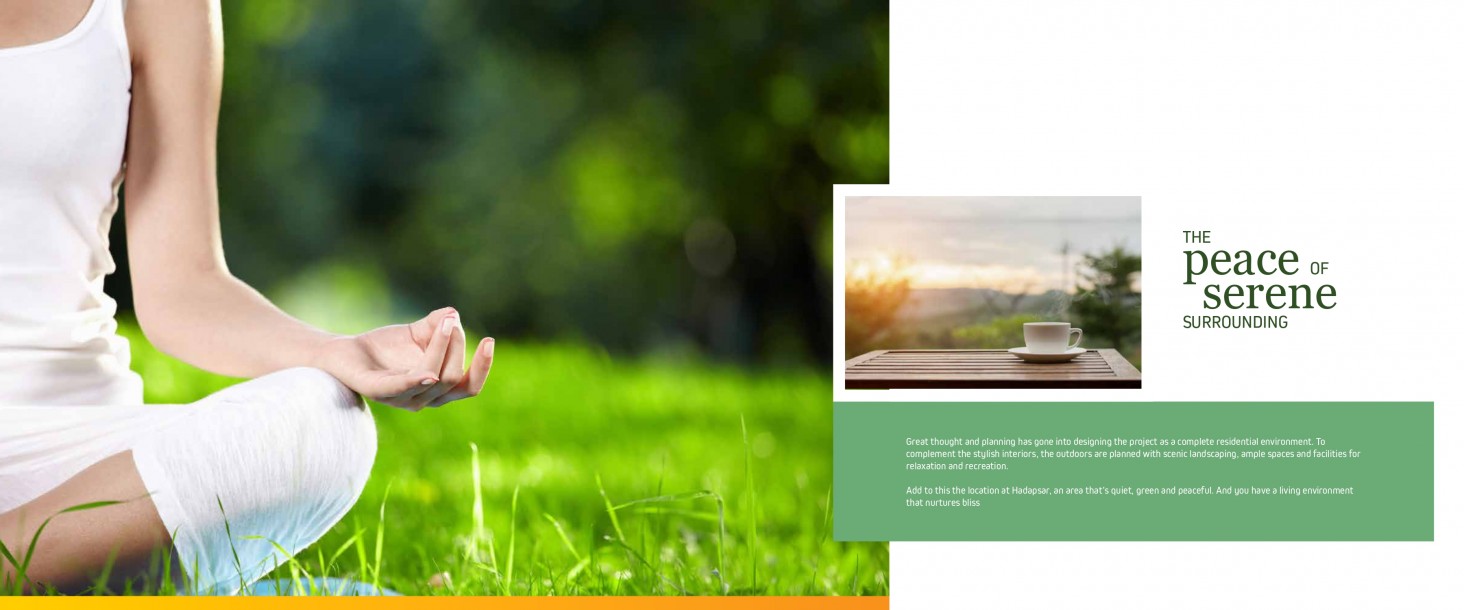 THE
peace OF
serene
SURROUNDING
Great thought and planning has gone into designing the project as a complete residential environment. To
complement the stylish interiors, the outdoors are planned with scenic landscaping, ample spaces and facilities for
relaxation and recreation.
Add to this the location at Hadapsar, an area that's quiet, green and peaceful. And you have a living environment
that nurtures bliss